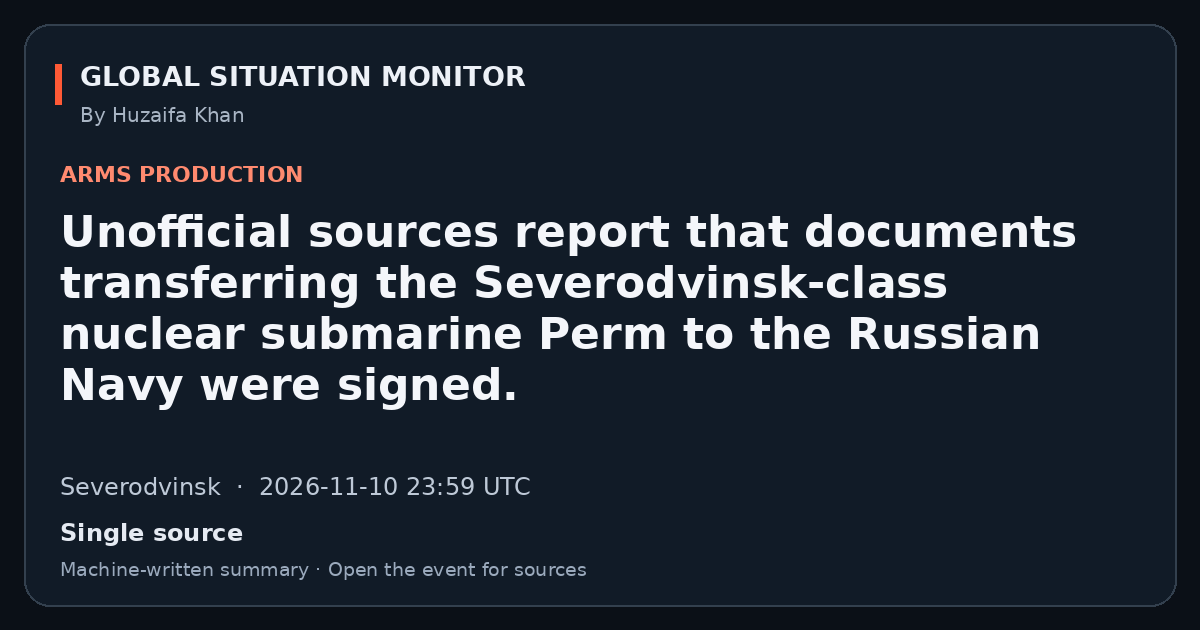 GLOBAL SITUATION MONITOR
By Huzaifa Khan
ARMS PRODUCTION
Unofficial sources report that documents
transferring the Severodvinsk-class
nuclear submarine Perm to the Russian
Navy were signed.
Severodvinsk · 2026-11-10 23:59 UTC
Single source
Machine-written summary · Open the event for sources